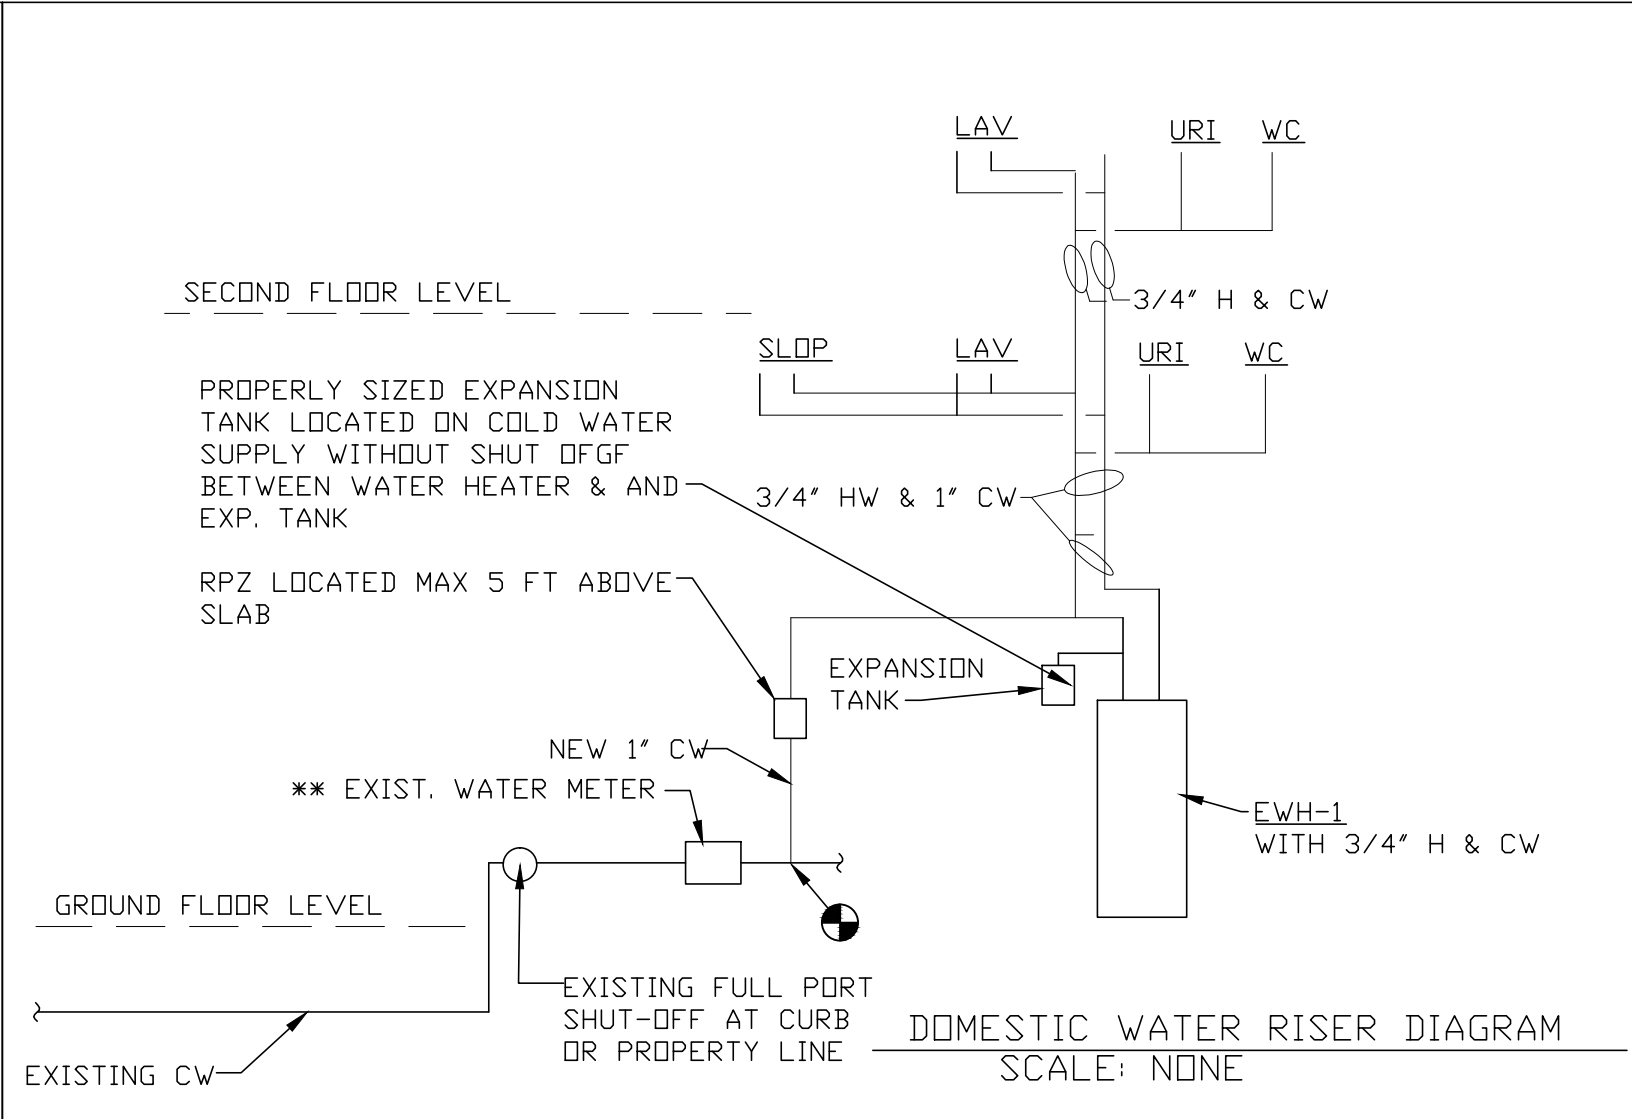 LAV
URI
WC
SECOND FLOOR LEVEL
3/4" H & CW
SLOP
LAV
URI
WC
PROPERLY SIZED EXPANSION
TANK LOCATED ON COLD WATER
SUPPLY WITHOUT SHUT OFGF
BETWEEN WATER HEATER & AND
EXP. TANK
3/4" HW & 1" CW
RPZ LOCATED MAX 5 FT ABOVE
SLAB
EXPANSION
TANK
NEW 1" CW
** EXIST. WATER METER
EWH-1
WITH 3/4" H & CW
GROUND FLOOR LEVEL
EXISTING FULL PORT
SHUT-OFF AT CURB
OR PROPERTY LINE
EXISTING CW
DOMESTIC WATER RISER DIAGRAM
SCALE: NONE